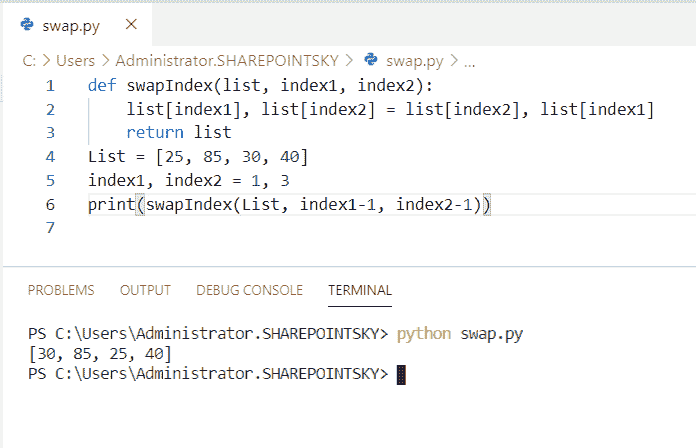 swap.py
C: > Users > Administrator.SHAREPOINTSKY > swap.py > ...
1 def swapIndex(list, index1, index2):
2     list[index1], list[index2] = list[index2], list[index1]
3     return list
4 List = [25, 85, 30, 40]
5 index1, index2 = 1, 3
6 print(swapIndex(List, index1-1, index2-1))
7
PROBLEMS OUTPUT DEBUG CONSOLE TERMINAL
PS C:\Users\Administrator.SHAREPOINTSKY> python swap.py
[30, 85, 25, 40]
PS C:\Users\Administrator.SHAREPOINTSKY>